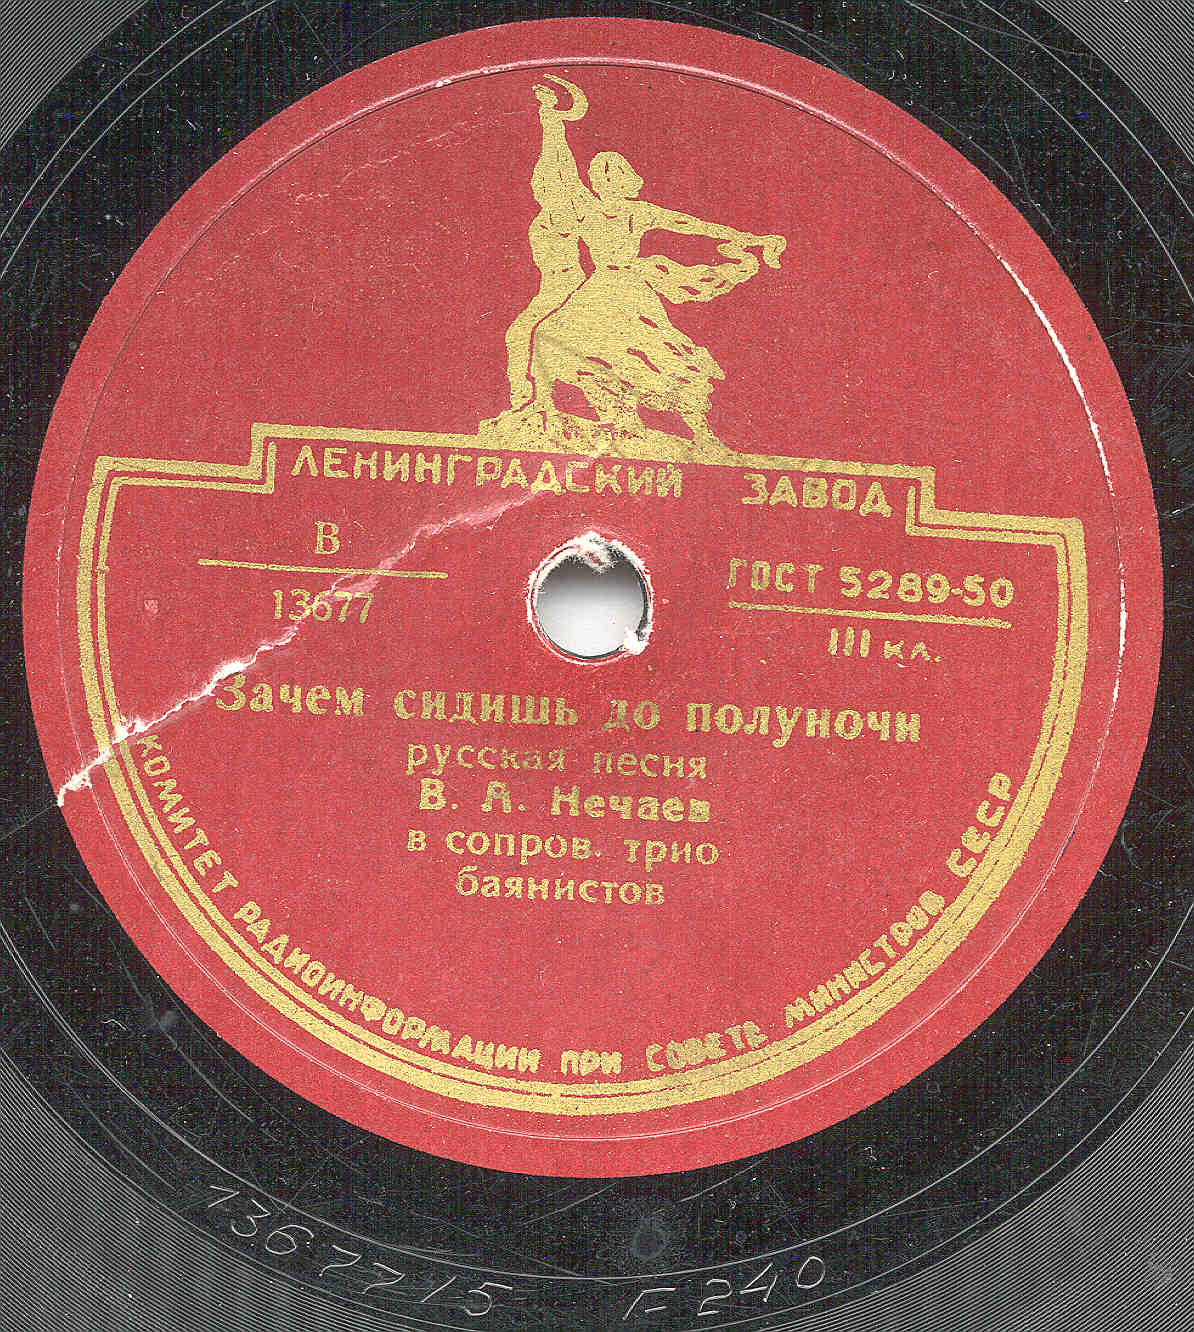 ЛЕНИНГРАДСКИЙ ЗАВОД
В
13677
ГОСТ 5289-50
III кл.
Зачем сидишь до полуночи
русская песня
В. А. Нечаев
в сопров. трио
баянистов
КОМИТЕТ РАДИОИНФОРМАЦИИ ПРИ СОВЕТЕ МИНИСТРОВ СССР
13677/5 F240